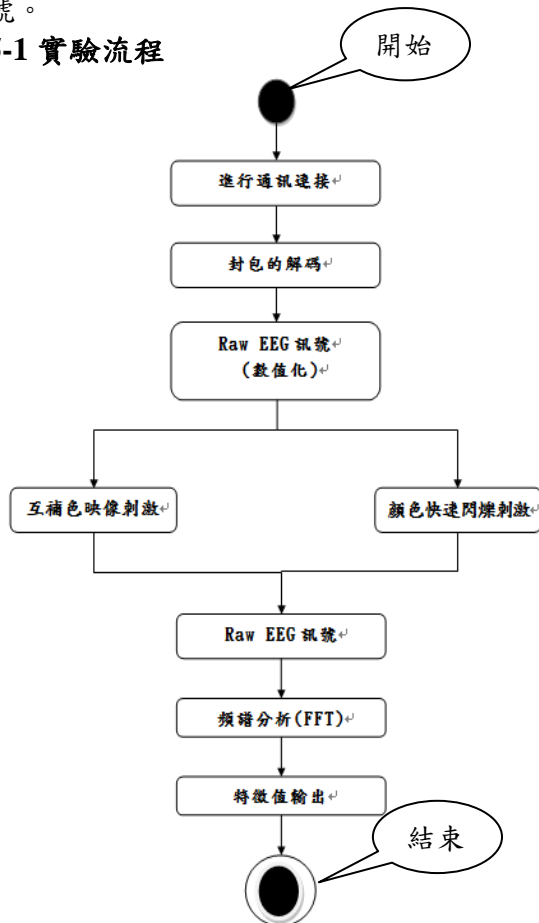 號。
-1 實驗流程
開始
進行通訊連接
封包的解碼
Raw EEG 訊號
(數值化)
互補色映像刺激
顏色快速閃爍刺激
Raw EEG 訊號
頻譜分析(FFT)
特徵值輸出
結束